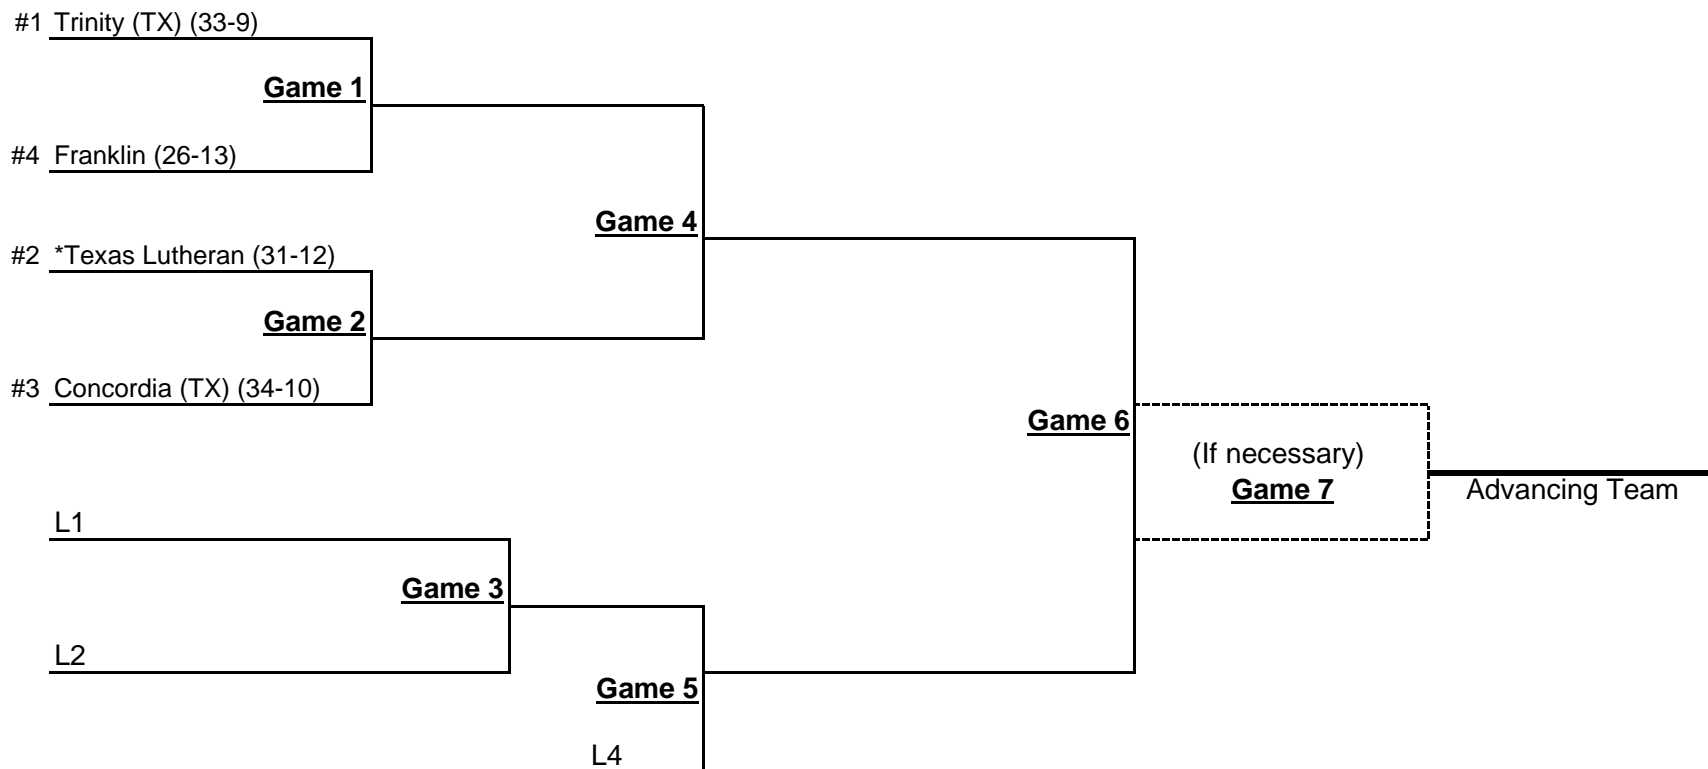 #1 Trinity (TX) (33-9)
Game 1
#4 Franklin (26-13)
Game 4
#2 *Texas Lutheran (31-12)
Game 2
#3 Concordia (TX) (34-10)
Game 6
(If necessary)
Game 7
Advancing Team
L1
Game 3
L2
Game 5
L4